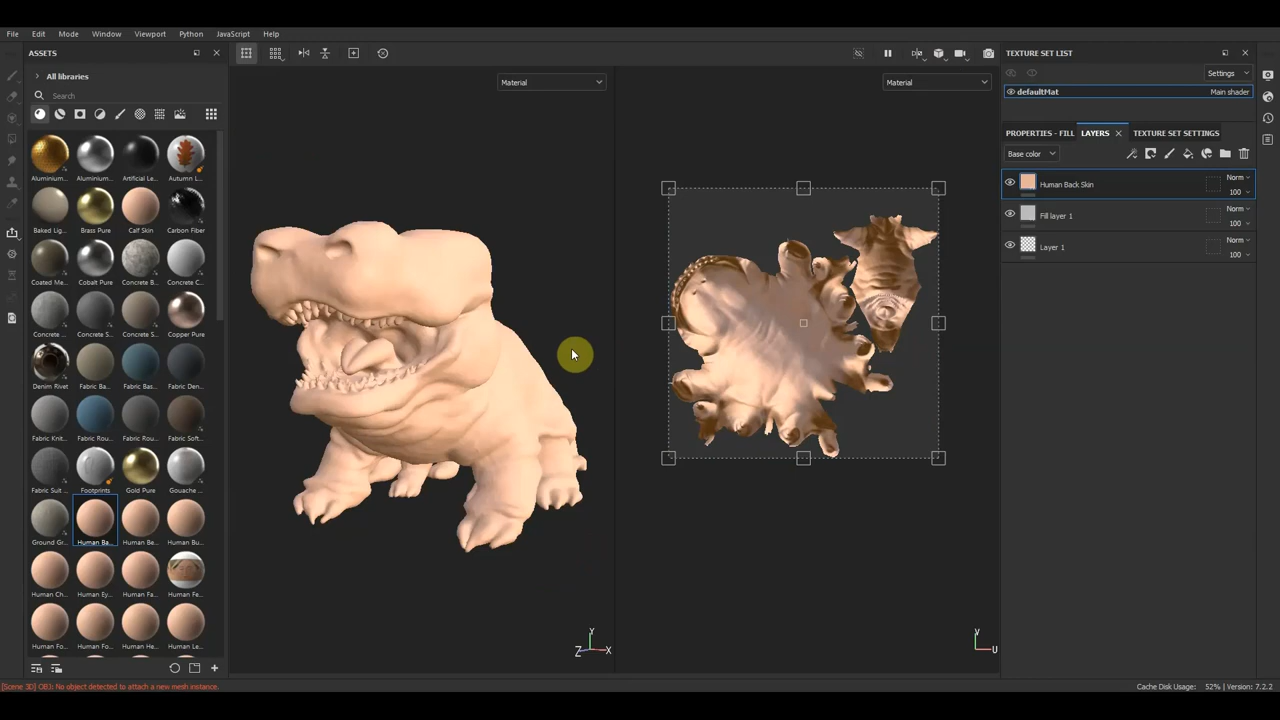 File Edit Mode Window Viewport Python JavaScript Help
ASSETS
All libraries
Search
Aluminium... Aluminium... Artificial Le... Autumn L...
Baked Lig... Brass Pure Calf Skin Carbon Fiber
Coated Me... Cobalt Pure Concrete B... Concrete C...
Concrete ... Concrete D... Concrete S... Copper Pure
Denim Rivet Fabric Ba... Fabric Bas... Fabric Den...
Fabric Knit... Fabric Rou... Fabric Rou... Fabric Soft...
Fabric Suit ... Footprints Gold Pure Gouache ...
Ground Gr... Human Ba... Human Be... Human Bu...
Human Ch... Human Ey... Human Fa... Human Fe...
Human Fo... Human Fo... Human He... Human Le...
Material
Y
Z X
Material
V
U
TEXTURE SET LIST
Settings
defaultMat Main shader
PROPERTIES - FILL LAYERS TEXTURE SET SETTINGS
Base color
Human Back Skin Norm
100
Fill layer 1 Norm
100
Layer 1 Norm
100
[Scene 3D] OBJ: No object detected to attach a new mesh instance.
Cache Disk Usage: 52% | Version: 7.2.2